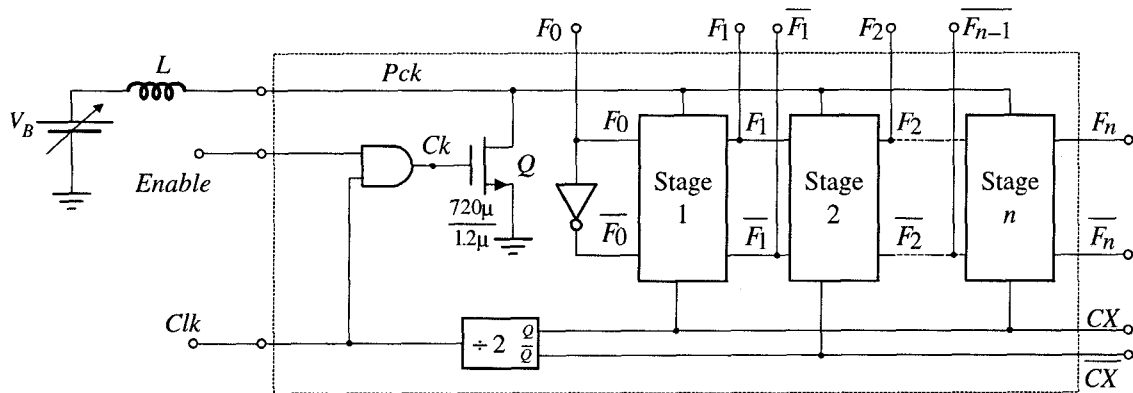 F₀ F₁ F̅₁ F₂ F̅ₙ₋₁
L
Pck
V_B
F₀ F₁ F₂ Fₙ
Ck
Q
Enable
Stage 1
Stage 2
Stage n
720µ
1.2µ
F̅₀ F̅₁ F̅₂ F̅ₙ
Clk
÷ 2
Q
Q̅
CX
C̅X̅